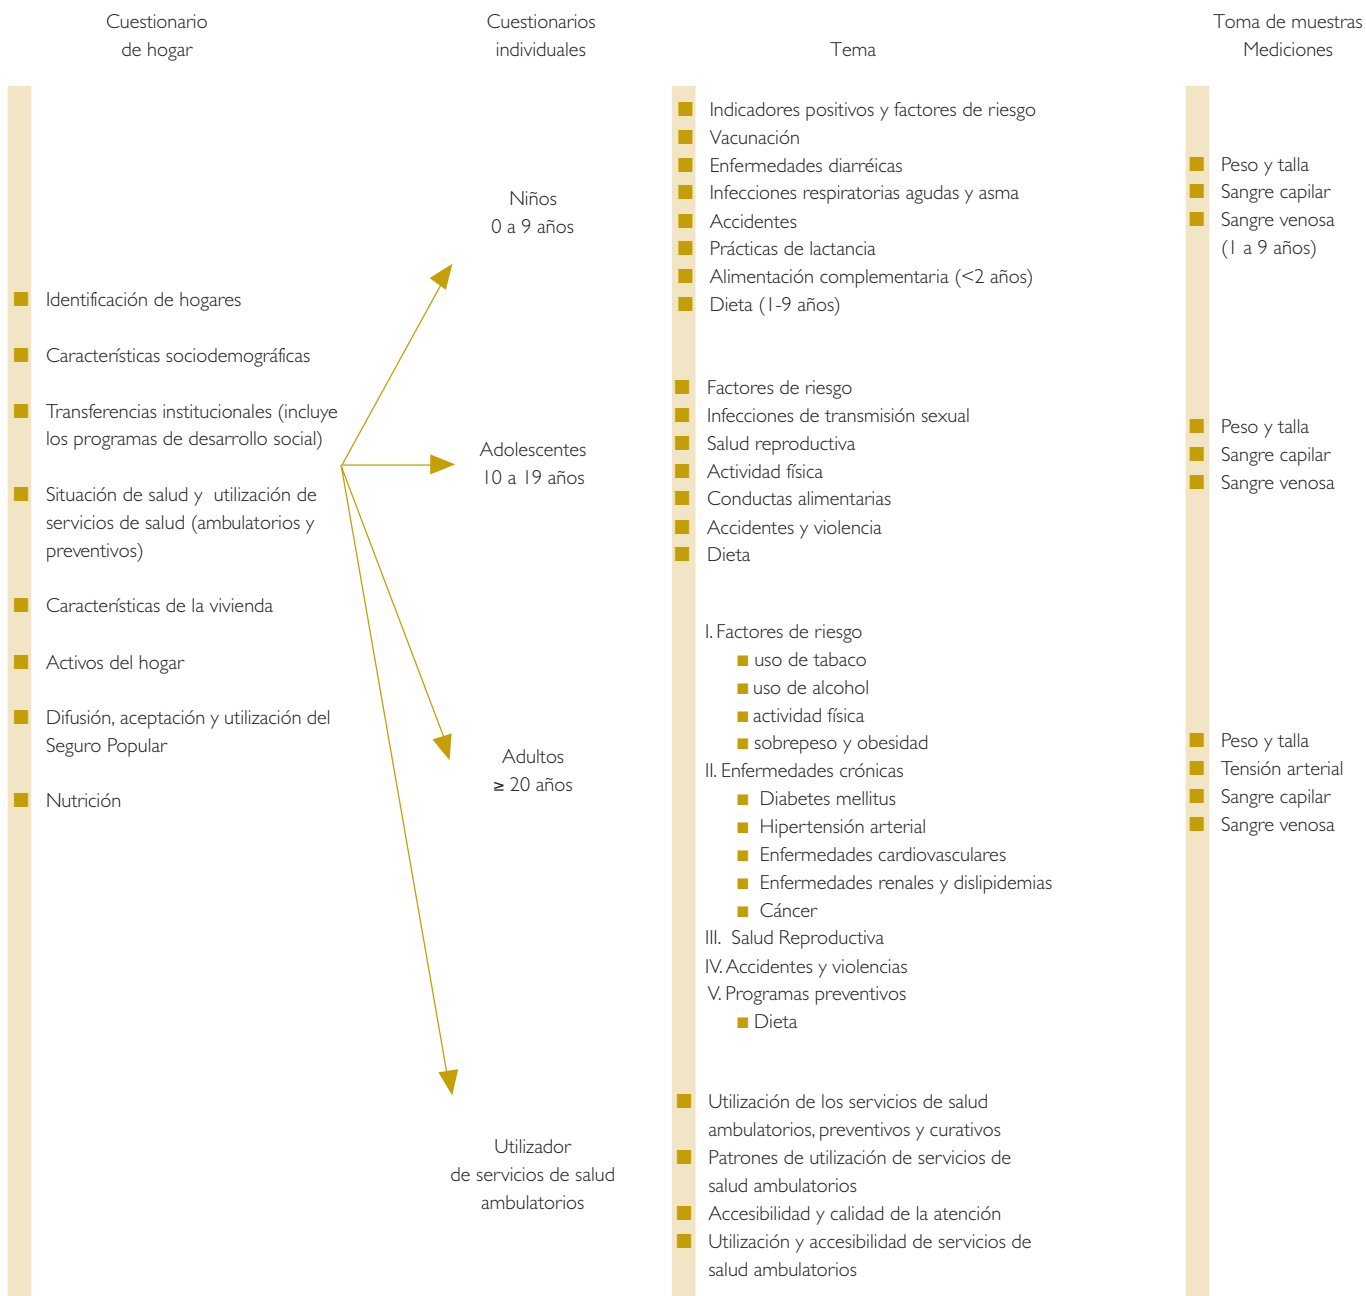 Cuestionario
de hogar
Identificación de hogares
Características sociodemográficas
Transferencias institucionales (incluye
los programas de desarrollo social)
Situación de salud y utilización de
servicios de salud (ambulatorios y
preventivos)
Características de la vivienda
Activos del hogar
Difusión, aceptación y utilización del
Seguro Popular
Nutrición
Cuestionarios
individuales
Niños
0 a 9 años
Adolescentes
10 a 19 años
Adultos
≥ 20 años
Utilizador
de servicios de salud
ambulatorios
Tema
Indicadores positivos y factores de riesgo
Vacunación
Enfermedades diarréicas
Infecciones respiratorias agudas y asma
Accidentes
Prácticas de lactancia
Alimentación complementaria (<2 años)
Dieta (1-9 años)
Factores de riesgo
Infecciones de transmisión sexual
Salud reproductiva
Actividad física
Conductas alimentarias
Accidentes y violencia
Dieta
I. Factores de riesgo
uso de tabaco
uso de alcohol
actividad física
sobrepeso y obesidad
II. Enfermedades crónicas
Diabetes mellitus
Hipertensión arterial
Enfermedades cardiovasculares
Enfermedades renales y dislipidemias
Cáncer
III. Salud Reproductiva
IV. Accidentes y violencias
V. Programas preventivos
Dieta
Utilización de los servicios de salud
ambulatorios, preventivos y curativos
Patrones de utilización de servicios de
salud ambulatorios
Accesibilidad y calidad de la atención
Utilización y accesibilidad de servicios de
salud ambulatorios
Toma de muestras
Mediciones
Peso y talla
Sangre capilar
Sangre venosa
(1 a 9 años)
Peso y talla
Sangre capilar
Sangre venosa
Peso y talla
Tensión arterial
Sangre capilar
Sangre venosa